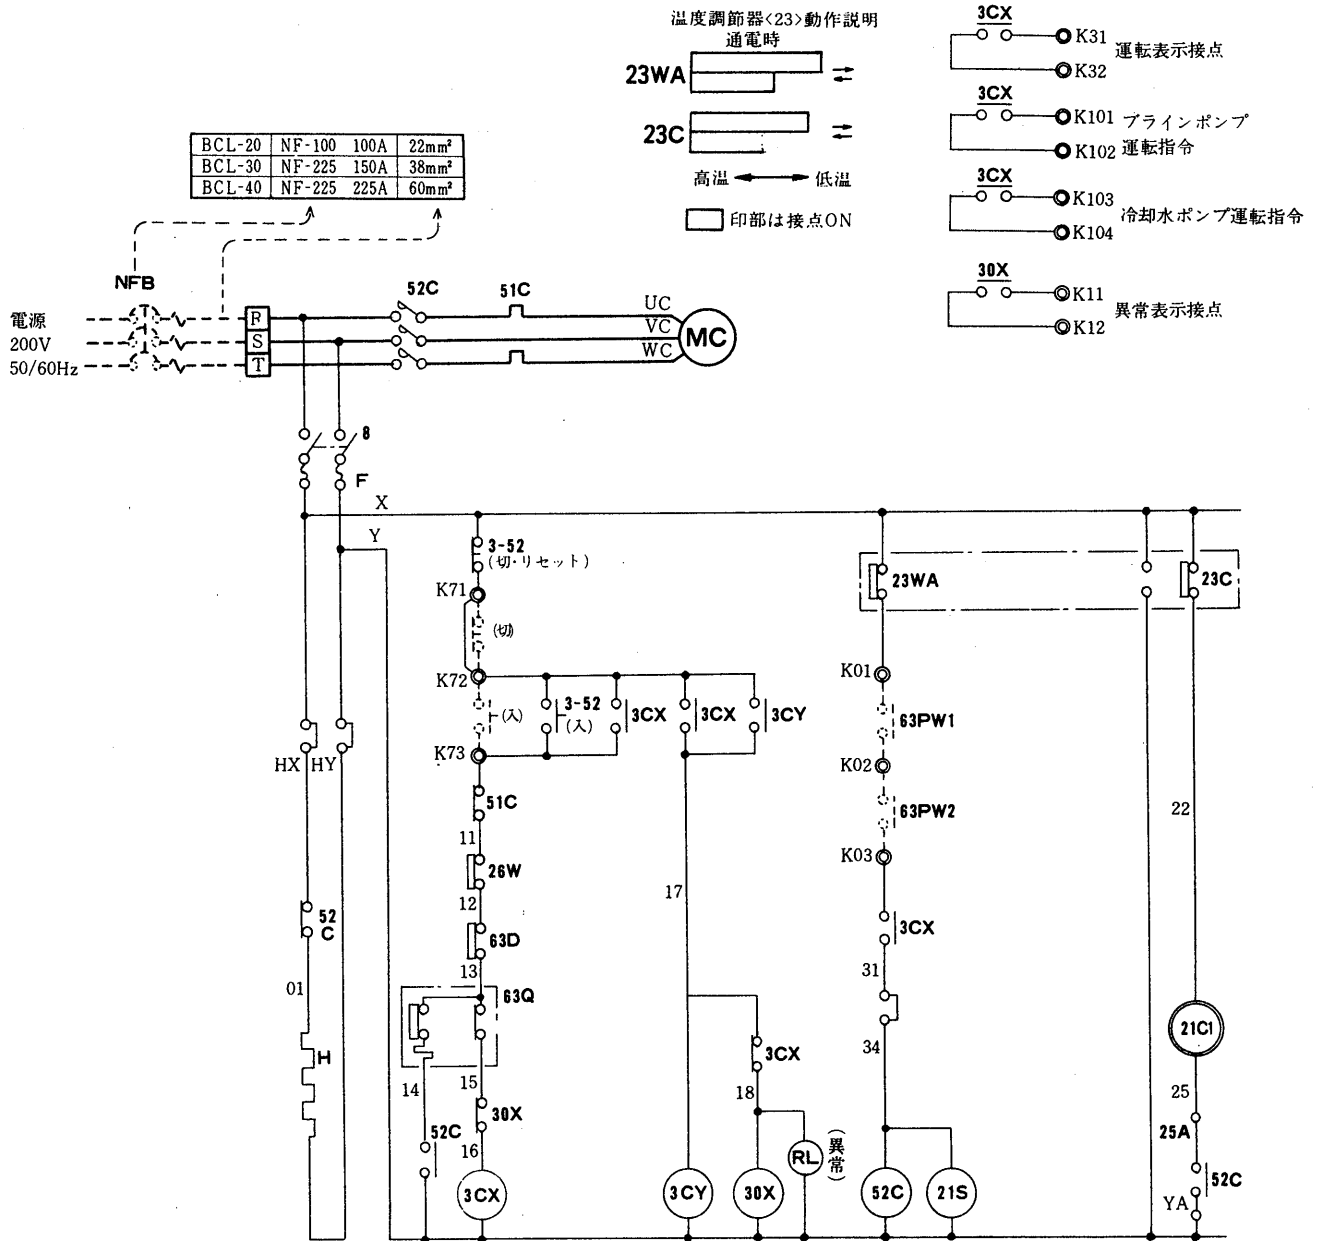 温度調節器<23>動作説明
通電時
23WA
23C
高温 低温
印部は接点ON
3CX
K31
運転表示接点
K32
3CX
K101 ブラインポンプ
K102 運転指令
3CX
K103
冷却水ポンプ運転指令
K104
30X
K11
異常表示接点
K12
BCL-20 NF-100 100A 22mm²
BCL-30 NF-225 150A 38mm²
BCL-40 NF-225 225A 60mm²
NFB
52C
51C
電源
200V
50/60Hz
R
S
T
UC
VC
WC
MC
8
F
X
Y
3-52
(切・リセット)
K71
(切)
K72
(入)
3-52
(入)
3CX
3CX
3CY
K73
51C
11
26W
12
63D
13
63Q
14
15
52C
30X
16
3CX
HX HY
52
C
01
H
17
3CX
18
RL
(異常)
3CY
30X
23WA
K01
63PW1
K02
63PW2
K03
3CX
31
34
52C
21S
23C
22
21C1
25
25A
52C
YA